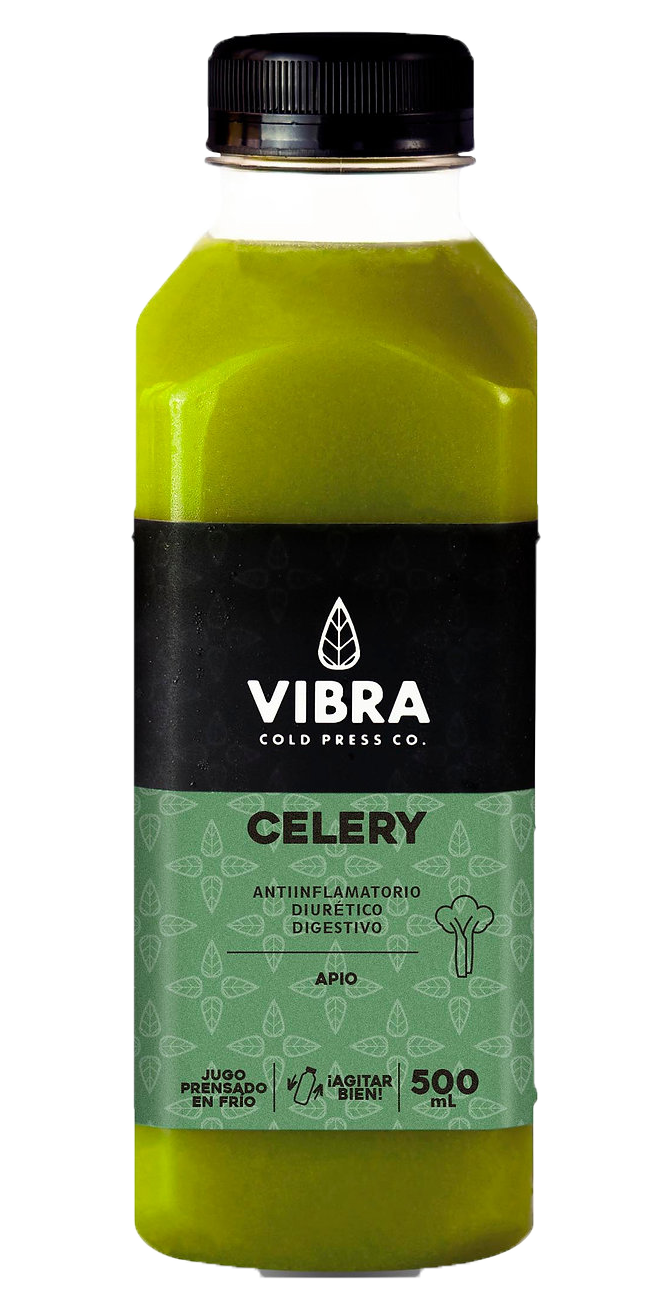 VIBRA
COLD PRESS CO.
CELERY
ANTIINFLAMATORIO
DIURÉTICO
DIGESTIVO
APIO
JUGO
PRENSADO
EN FRÍO
¡AGITAR
BIEN!
500
mL